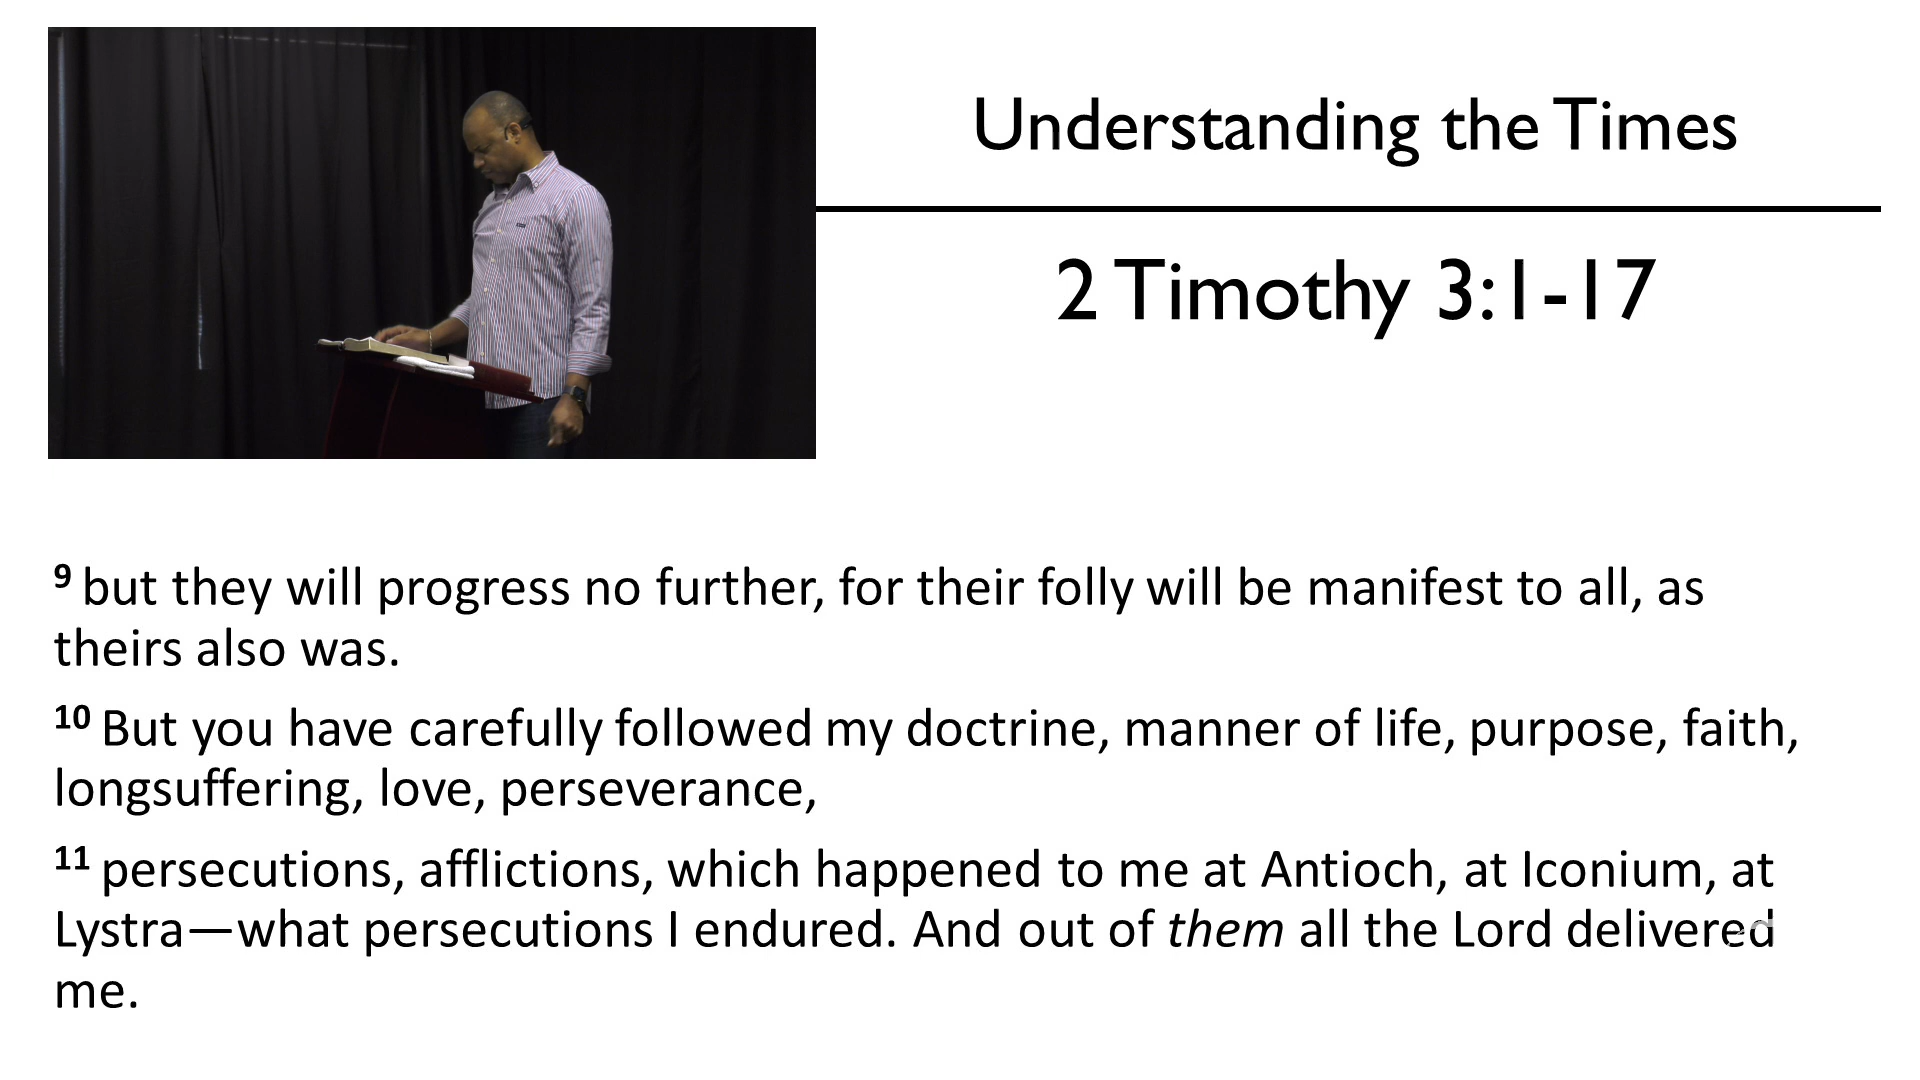 Understanding the Times
2 Timothy 3:1-17
9 but they will progress no further, for their folly will be manifest to all, as
theirs also was.
10 But you have carefully followed my doctrine, manner of life, purpose, faith,
longsuffering, love, perseverance,
11 persecutions, afflictions, which happened to me at Antioch, at Iconium, at
Lystra—what persecutions I endured. And out of them all the Lord delivered
me.